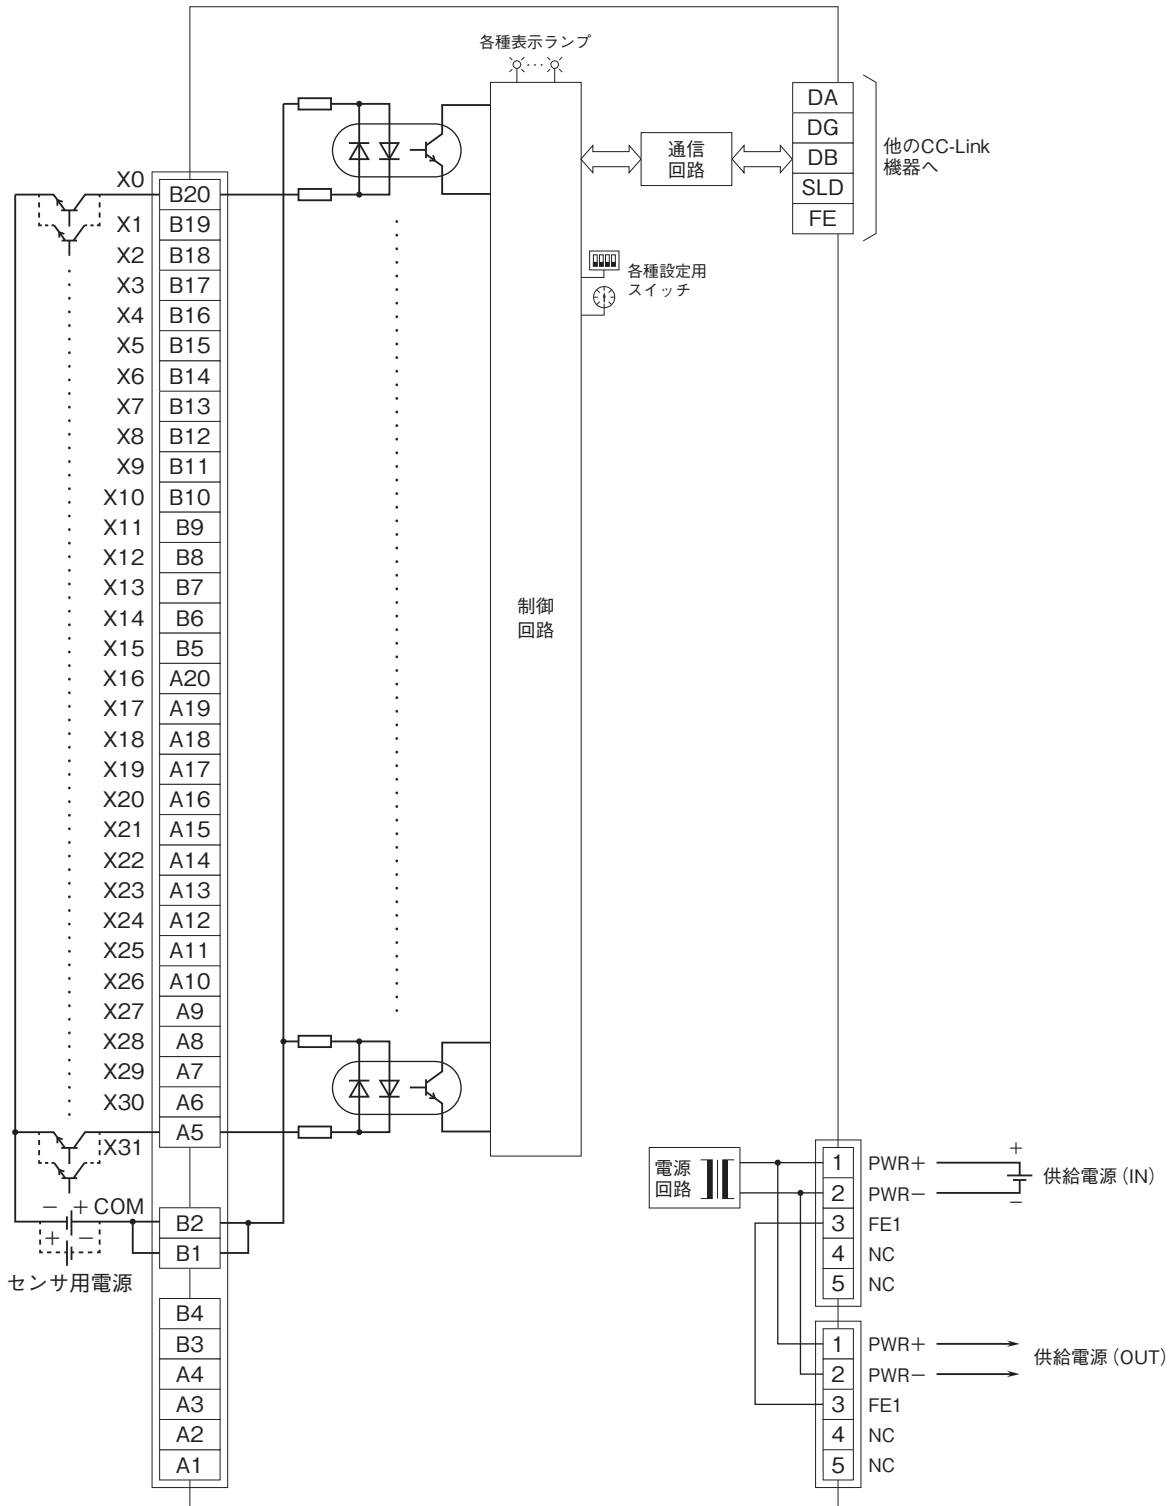 各種表示ランプ
DA
DG
DB
SLD
FE
他のCC-Link
機器へ
通信
回路
各種設定用
スイッチ
制御
回路
X0 B20
X1 B19
X2 B18
X3 B17
X4 B16
X5 B15
X6 B14
X7 B13
X8 B12
X9 B11
X10 B10
X11 B9
X12 B8
X13 B7
X14 B6
X15 B5
X16 A20
X17 A19
X18 A18
X19 A17
X20 A16
X21 A15
X22 A14
X23 A13
X24 A12
X25 A11
X26 A10
X27 A9
X28 A8
X29 A7
X30 A6
X31 A5
− + COM B2
+ − B1
センサ用電源
B4
B3
A4
A3
A2
A1
電源
回路
1 PWR+
2 PWR−
3 FE1
4 NC
5 NC
+
−
供給電源(IN)
1 PWR+
2 PWR−
3 FE1
4 NC
5 NC
供給電源(OUT)